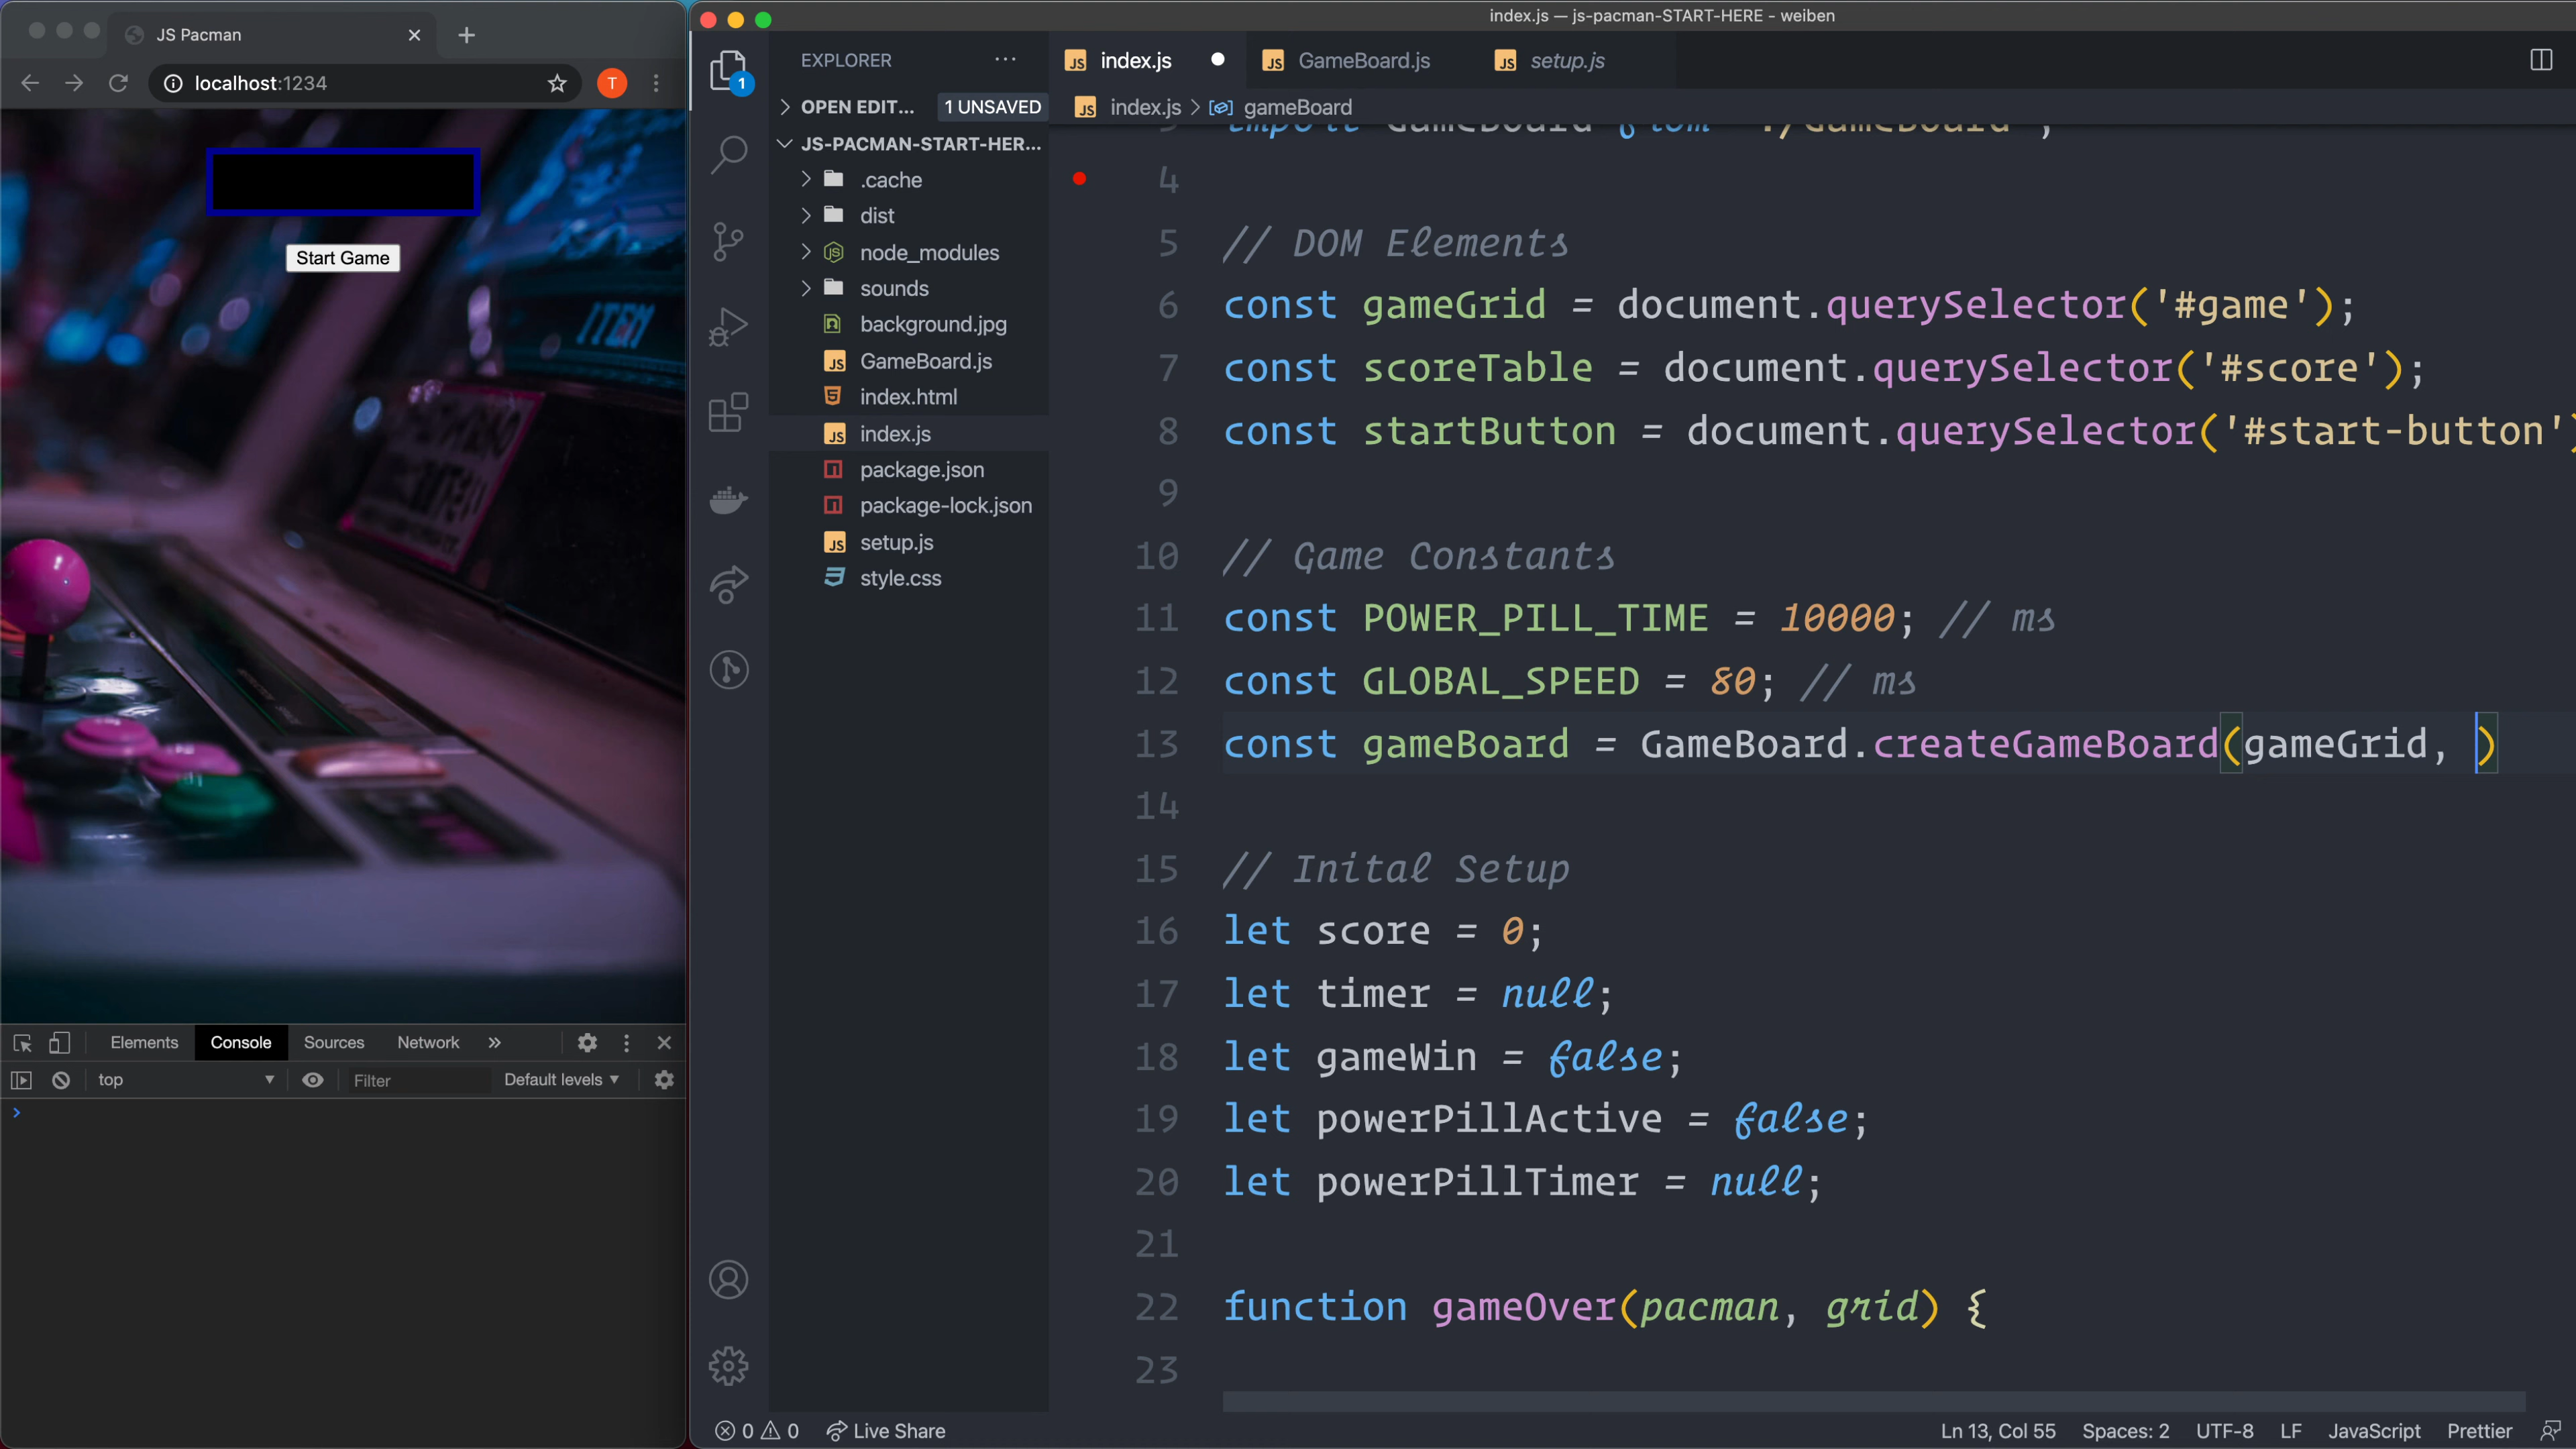 JS Pacman
localhost:1234
Start Game
ITEM
Elements
Console
Sources
Network
top
Filter
Default levels
index.js — js-pacman-START-HERE - weiben
1
EXPLORER
OPEN EDIT...
1 UNSAVED
JS-PACMAN-START-HER...
.cache
dist
node_modules
sounds
background.jpg
GameBoard.js
index.html
index.js
package.json
package-lock.json
setup.js
style.css
index.js
GameBoard.js
setup.js
index.js > gameBoard
import GameBoard from './GameBoard';
4
5 // DOM Elements
6 const gameGrid = document.querySelector('#game');
7 const scoreTable = document.querySelector('#score');
8 const startButton = document.querySelector('#start-button')
9
10 // Game Constants
11 const POWER_PILL_TIME = 10000; // ms
12 const GLOBAL_SPEED = 80; // ms
13 const gameBoard = GameBoard.createGameBoard(gameGrid, )
14
15 // Inital Setup
16 let score = 0;
17 let timer = null;
18 let gameWin = false;
19 let powerPillActive = false;
20 let powerPillTimer = null;
21
22 function gameOver(pacman, grid) {
23
0 0 Live Share
Ln 13, Col 55 Spaces: 2 UTF-8 LF JavaScript Prettier